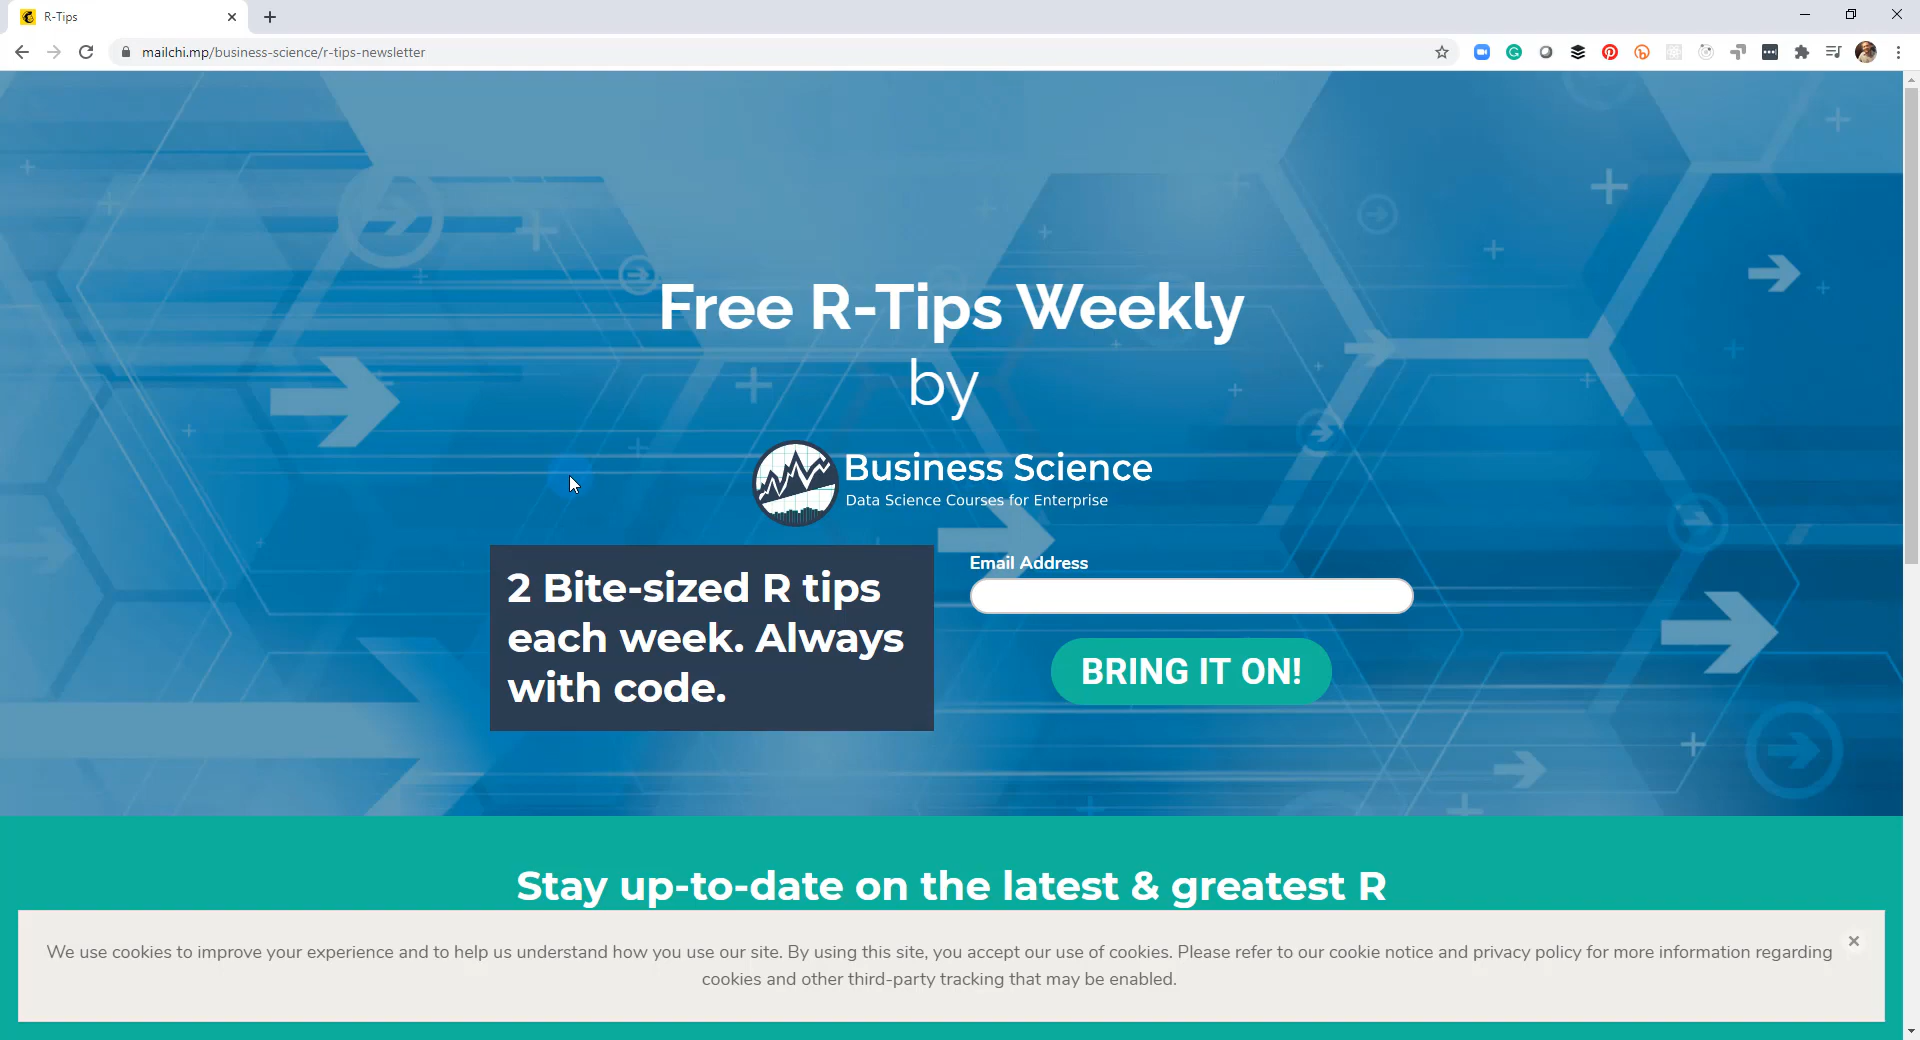 R-Tips
mailchi.mp/business-science/r-tips-newsletter
Free R-Tips Weekly
by
Business Science
Data Science Courses for Enterprise
2 Bite-sized R tips
each week. Always
with code.
Email Address
BRING IT ON!
Stay up-to-date on the latest & greatest R
We use cookies to improve your experience and to help us understand how you use our site. By using this site, you accept our use of cookies. Please refer to our cookie notice and privacy policy for more information regarding
cookies and other third-party tracking that may be enabled.